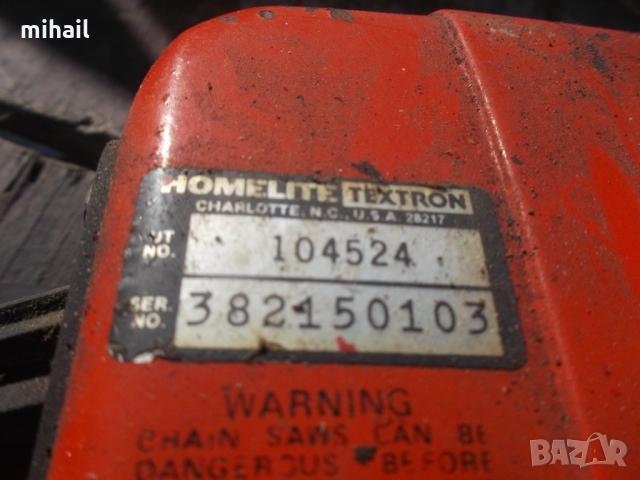 mihail
HOMELITE TEXTRON
CHARLOTTE, N.C., U.S.A. 28217
UT NO. 104524
SER. NO. 382150103
WARNING
CHAIN SAWS CAN BE
DANGEROUS BEFORE
BAZAR